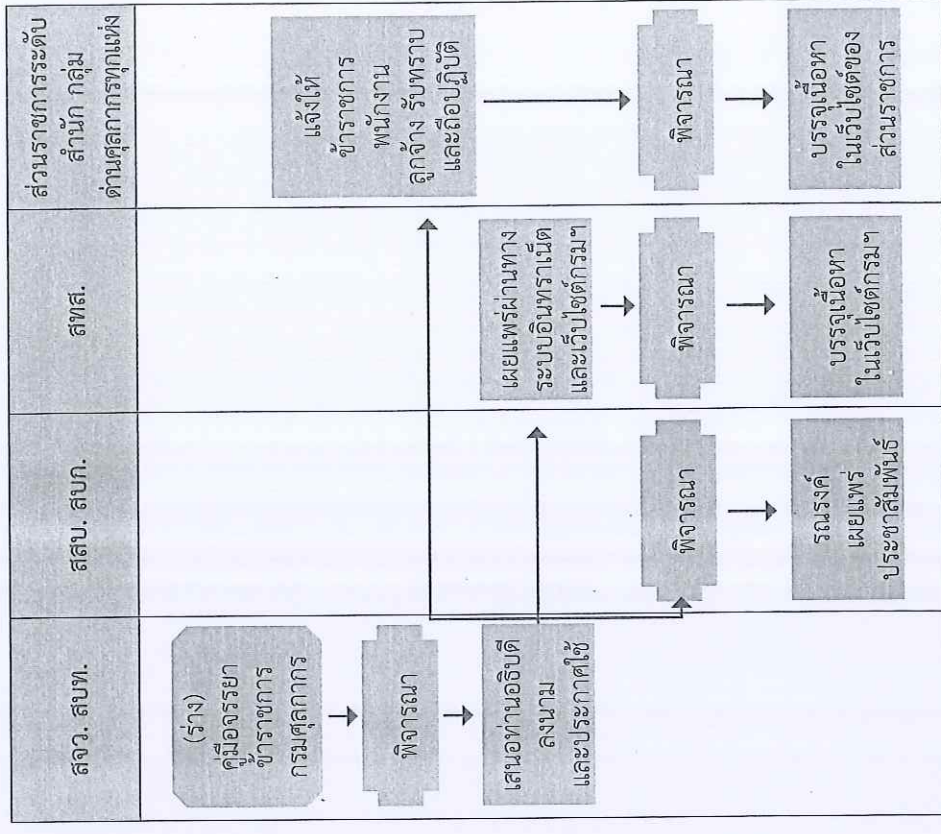 สจว. สบท.
สสบ. สบก.
สทส.
ส่วนราชการระดับ
สำนัก กลุ่ม
ด่านศุลกากรทุกแห่ง
(ร่าง)
คู่มือจรรยา
ข้าราชการ
กรมศุลกากร
พิจารณา
เสนอท่านอธิบดี
ลงนาม
และประกาศใช้
พิจารณา
รณรงค์
เผยแพร่
ประชาสัมพันธ์
เผยแพร่ผ่านทาง
ระบบอินทราเน็ต
และเว็บไซต์กรมฯ
พิจารณา
บรรจุเนื้อหา
ในเว็บไซต์กรมฯ
แจ้งให้
ข้าราชการ
พนักงาน
ลูกจ้าง รับทราบ
และถือปฏิบัติ
พิจารณา
บรรจุเนื้อหา
ในเว็บไซต์ของ
ส่วนราชการ